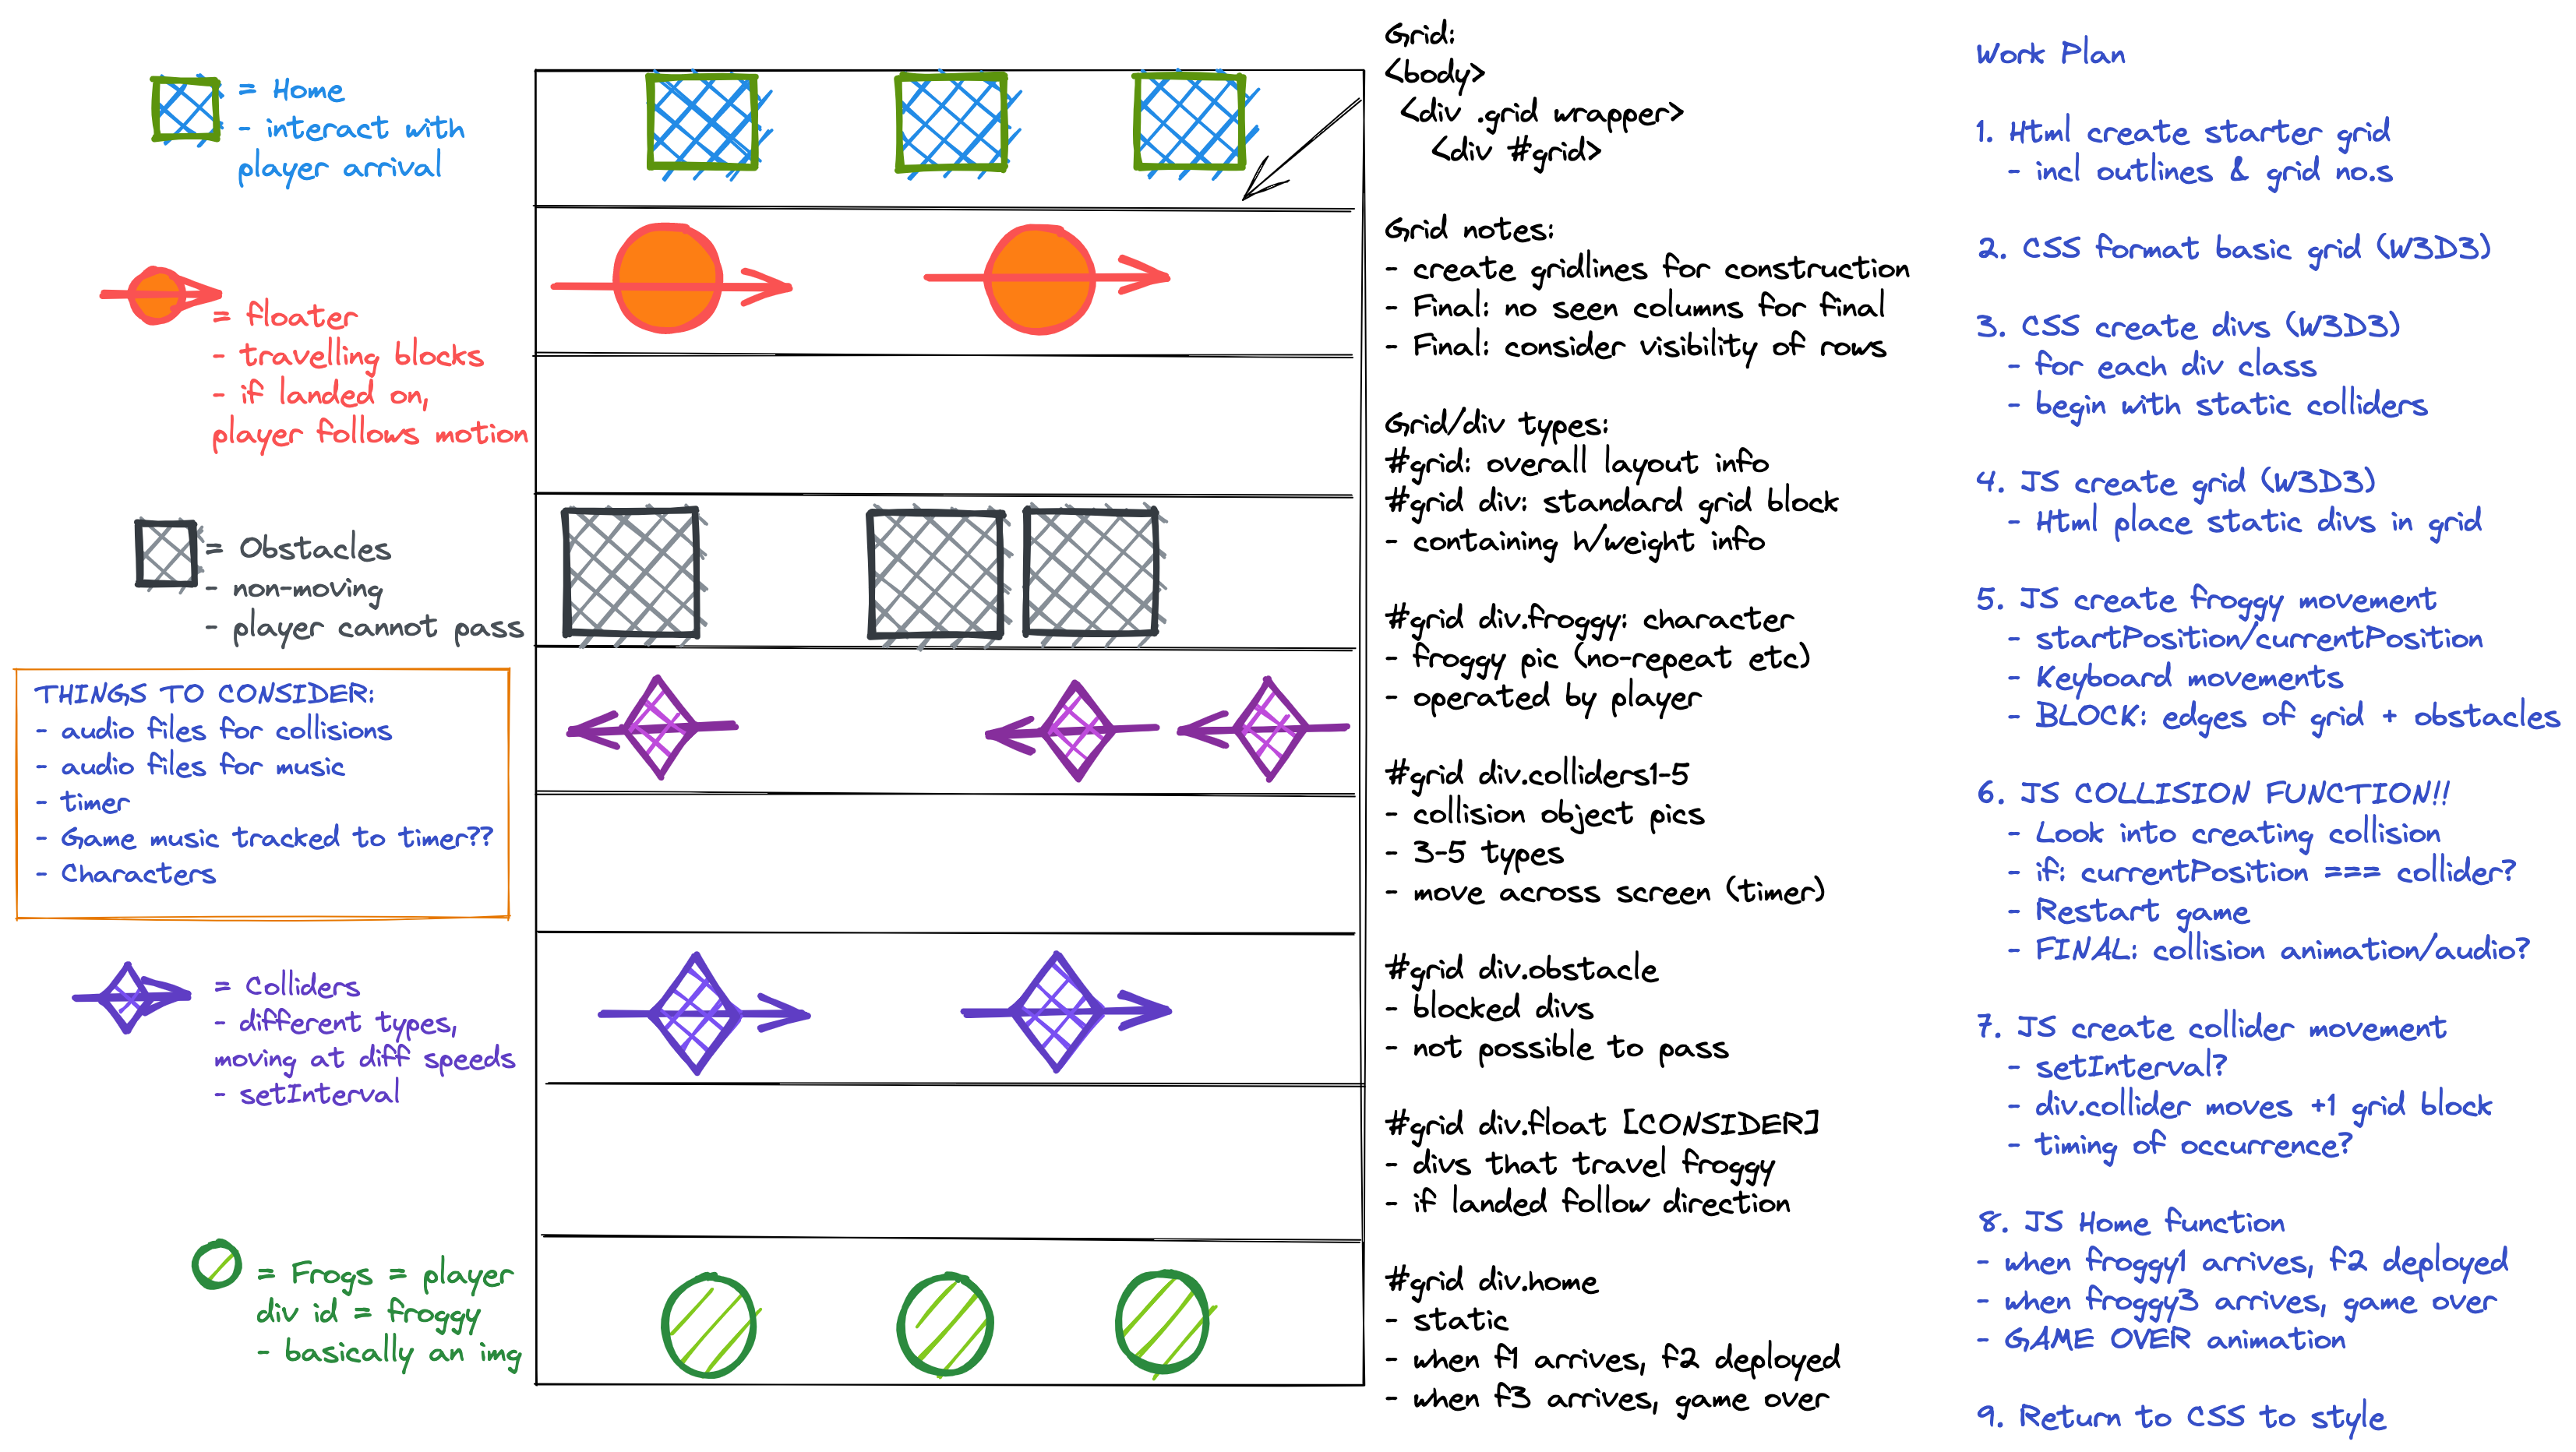 = Home
- interact with
player arrival
= floater
- travelling blocks
- if landed on,
player follows motion
= Obstacles
- non-moving
- player cannot pass
THINGS TO CONSIDER:
- audio files for collisions
- audio files for music
- timer
- Game music tracked to timer??
- Characters
= Colliders
- different types,
moving at diff speeds
- setInterval
= Frogs = player
div id = froggy
- basically an img
Grid:
<body>
<div .grid wrapper>
<div #grid>
Grid notes:
- create gridlines for construction
- Final: no seen columns for final
- Final: consider visibility of rows
Grid/div types:
#grid: overall layout info
#grid div: standard grid block
- containing h/weight info
#grid div.froggy: character
- froggy pic (no-repeat etc)
- operated by player
#grid div.colliders1-5
- collision object pics
- 3-5 types
- move across screen (timer)
#grid div.obstacle
- blocked divs
- not possible to pass
#grid div.float [CONSIDER]
- divs that travel froggy
- if landed follow direction
#grid div.home
- static
- when f1 arrives, f2 deployed
- when f3 arrives, game over
Work Plan
1. Html create starter grid
- incl outlines & grid no.s
2. CSS format basic grid (W3D3)
3. CSS create divs (W3D3)
- for each div class
- begin with static colliders
4. JS create grid (W3D3)
- Html place static divs in grid
5. JS create froggy movement
- startPosition/currentPosition
- Keyboard movements
- BLOCK: edges of grid + obstacles
6. JS COLLISION FUNCTION!!
- Look into creating collision
- if: currentPosition === collider?
- Restart game
- FINAL: collision animation/audio?
7. JS create collider movement
- setInterval?
- div.collider moves +1 grid block
- timing of occurrence?
8. JS Home function
- when froggy1 arrives, f2 deployed
- when froggy3 arrives, game over
- GAME OVER animation
9. Return to CSS to style